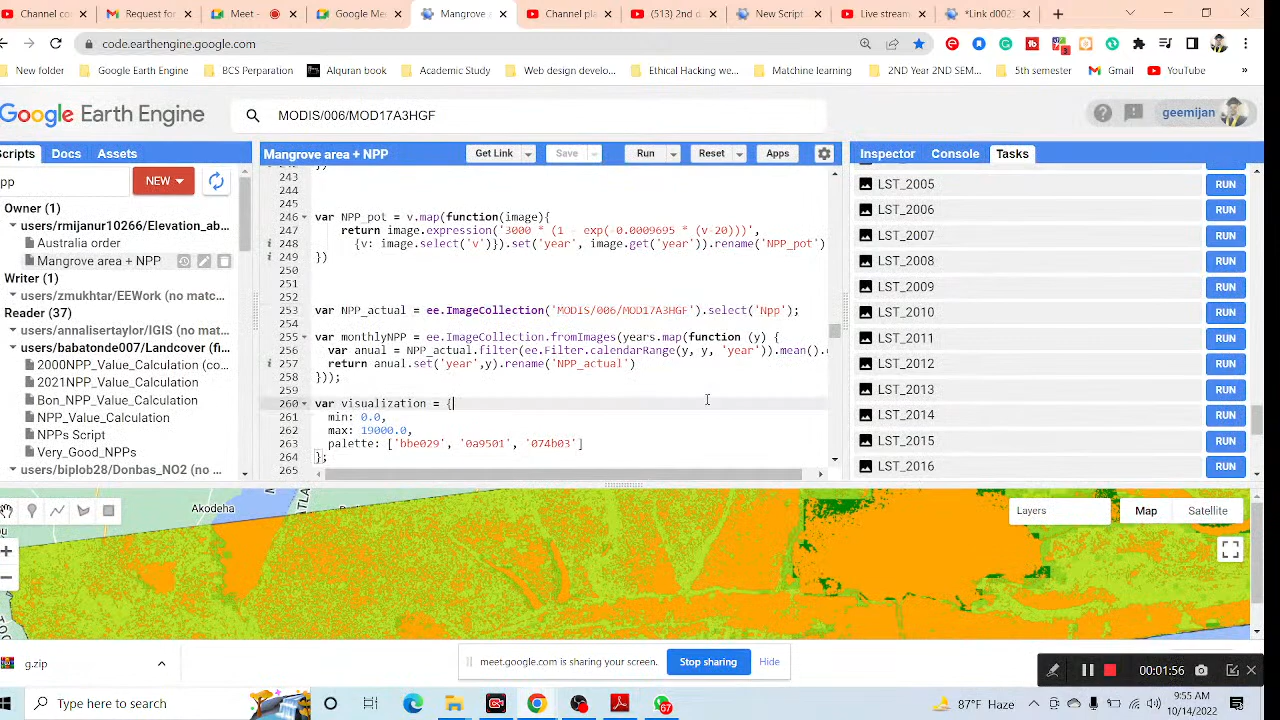 Channel co
Request for
Meet
Google Me
Mangrove
Channel pla
(513) 2nd d
New Script
Live stream
*Link d002
code.earthengine.google.com
New folder
Google Earth Engine
BCS Perparation
Alquran book
Academy Study
Web design develo...
Ethical Hacking we...
Matchine learning
2ND Year 2ND SEM...
5th semester
Gmail
YouTube
Google Earth Engine
MODIS/006/MOD17A3HGF
geemijan
Scripts
Docs
Assets
Mangrove area + NPP
Get Link
Save
Run
Reset
Apps
Inspector
Console
Tasks
pp
NEW
Owner (1)
users/rmijanur10266/Elevation_ab...
Australia order
Mangrove area + NPP
Writer (1)
users/zmukhtar/EEWork (no matc...
Reader (37)
users/annalisertaylor/IGIS (no mat...
users/babatonde007/Landcover (fi...
2000NPP_Value_Calculation (co...
2021NPP_Value_Calculation
Bon_NPP_Value_Calculation
NPP_Value_Calculation
NPPs Script
Very_Good_NPPs
users/biplob28/Donbas_NO2 (no ...
243
244
245
246 var NPP_pot = v.map(function(image){
247 return image.expression('3000 * (1 - exp(-0.0009695 * (v-20)))',
248 {v: image.select('v')}).set('year', image.get('year')).rename('NPP_pot')
249 })
250
251
252
253 var NPP_actual = ee.ImageCollection('MODIS/006/MOD17A3HGF').select('Npp');
254
255 var monthlyNPP = ee.ImageCollection.fromImages(years.map(function (y) {
256 var anual = NPP_actual.filter(ee.Filter.calendarRange(y, y, 'year')).mean().
257 return anual.set('year',y).rename('NPP_actual')
258 }));
259
260 var visualization = {
261 min: 0.0,
262 max: 19000.0,
263 palette: ['bbe029', '0a9501', '074b03']
264 };
265
LST_2005
RUN
LST_2006
RUN
LST_2007
RUN
LST_2008
RUN
LST_2009
RUN
LST_2010
RUN
LST_2011
RUN
LST_2012
RUN
LST_2013
RUN
LST_2014
RUN
LST_2015
RUN
LST_2016
RUN
Akodeha
Layers
Map
Satellite
g.zip
meet.google.com is sharing your screen.
Stop sharing
Hide
00:01:56
Type here to search
67
87°F Haze
9:55 AM
10/14/2022